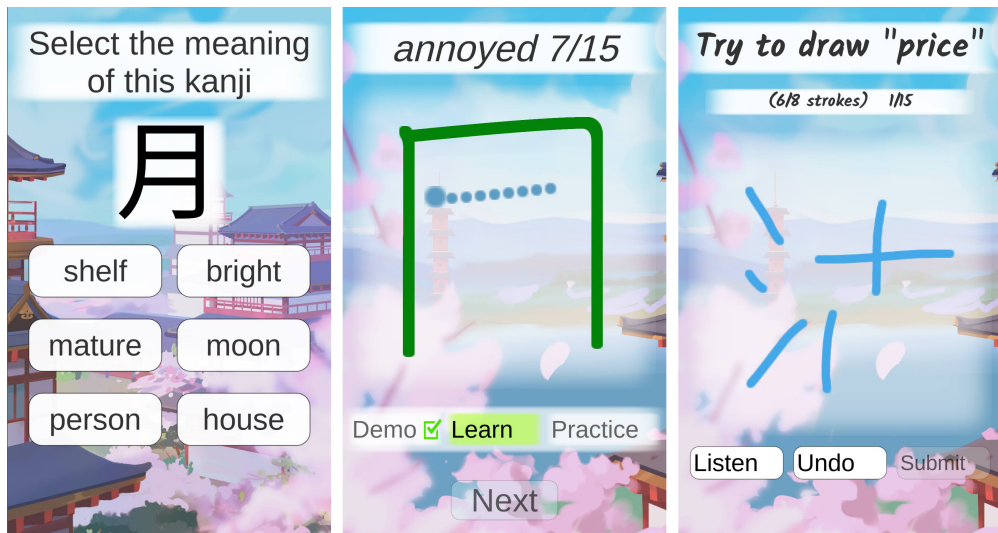 Select the meaning
of this kanji
月
shelf
bright
mature
moon
person
house
annoyed 7/15
Demo Learn Practice
Next
Try to draw "price"
(6/8 strokes) 1/15
Listen Undo Submit